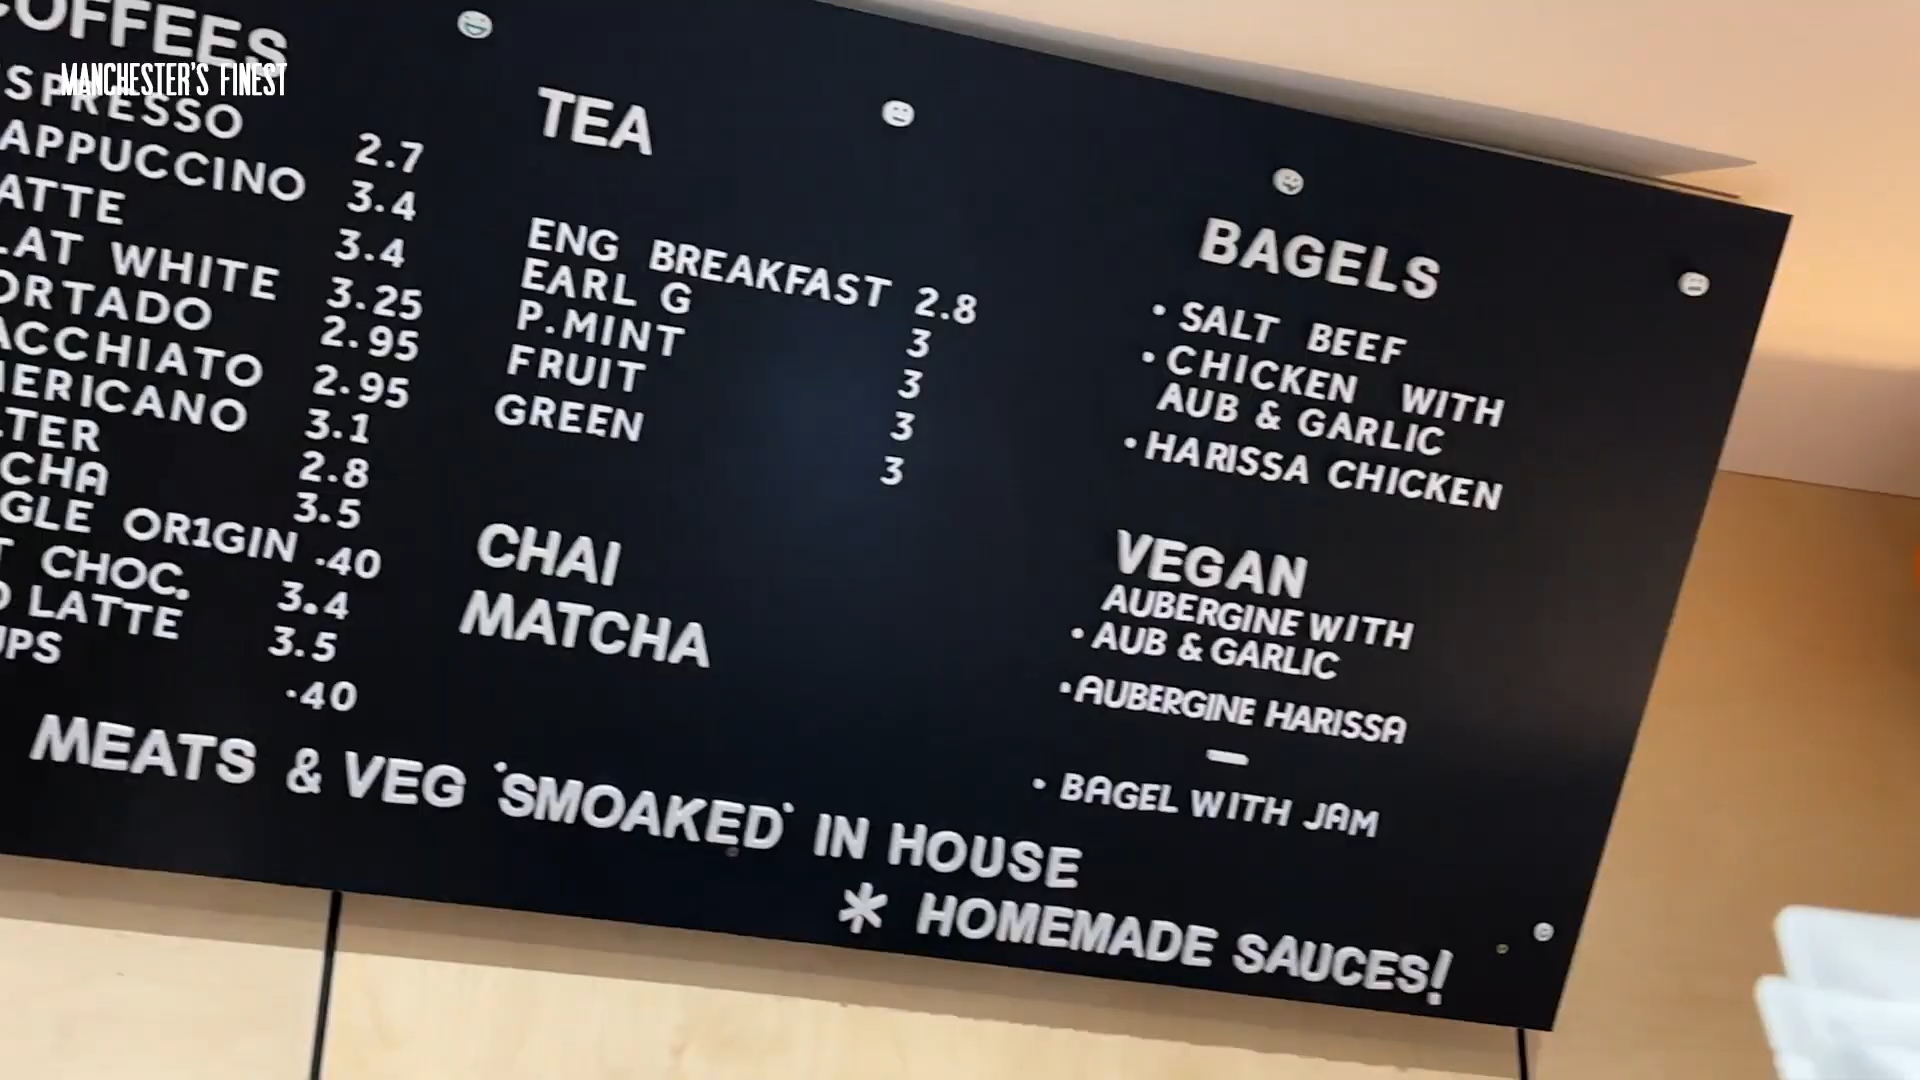 OFFEES
MANCHESTER'S FINEST
SPRESSO 2.7
APPUCCINO 3.4
ATTE 3.4
LAT WHITE 3.25
ORTADO 2.95
ACCHIATO 2.95
MERICANO 3.1
LTER 2.8
CHA 3.5
GLE OR1GIN .40
T CHOC. 3.4
D LATTE 3.5
UPS .40
TEA
ENG BREAKFAST 2.8
EARL G 3
P.MINT 3
FRUIT 3
GREEN 3
CHAI
MATCHA
BAGELS
• SALT BEEF
• CHICKEN WITH
AUB & GARLIC
• HARISSA CHICKEN
VEGAN
AUBERGINE WITH
• AUB & GARLIC
• AUBERGINE HARISSA
-
• BAGEL WITH JAM
MEATS & VEG 'SMOAKED' IN HOUSE
* HOMEMADE SAUCES!